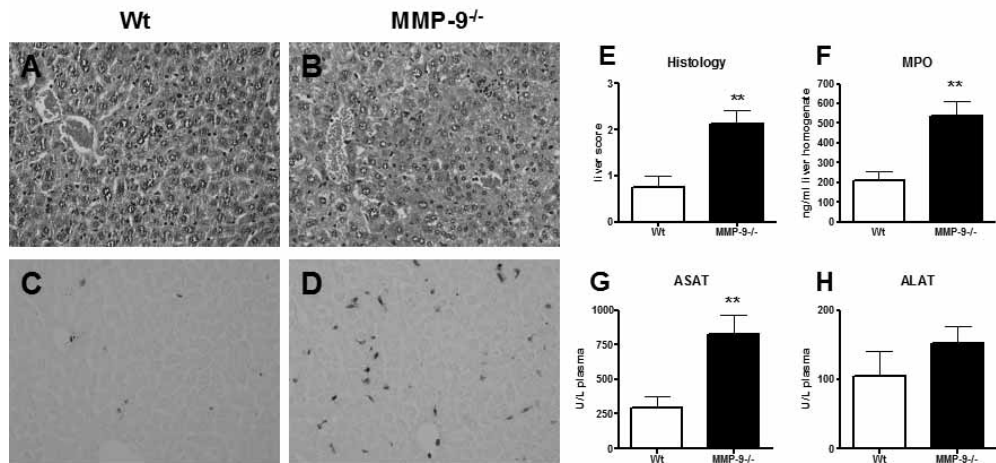 Wt MMP-9-/-
A
B
C
D
E
Histology
**
liver score
3
2
1
0
Wt MMP-9-/-
F
MPO
**
ng/ml liver homogenate
700
600
500
400
300
200
100
0
Wt MMP-9-/-
G
ASAT
**
U/L plasma
1000
750
500
250
0
Wt MMP-9-/-
H
ALAT
U/L plasma
200
100
0
Wt MMP-9-/-